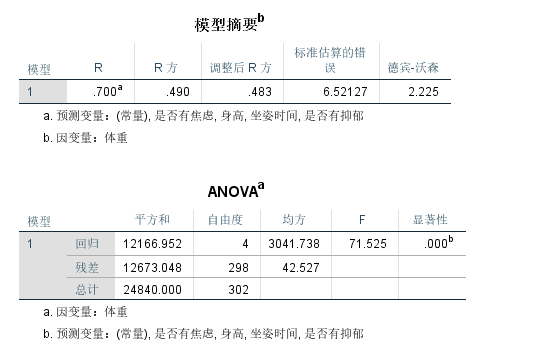 模型摘要b
模型 R R 方 调整后 R 方 标准估算的错误 德宾-沃森
1 .700a .490 .483 6.52127 2.225
a. 预测变量：(常量), 是否有焦虑, 身高, 坐姿时间, 是否有抑郁
b. 因变量：体重
ANOVAa
模型 平方和 自由度 均方 F 显著性
1 回归 12166.952 4 3041.738 71.525 .000b
残差 12673.048 298 42.527
总计 24840.000 302
a. 因变量：体重
b. 预测变量：(常量), 是否有焦虑, 身高, 坐姿时间, 是否有抑郁